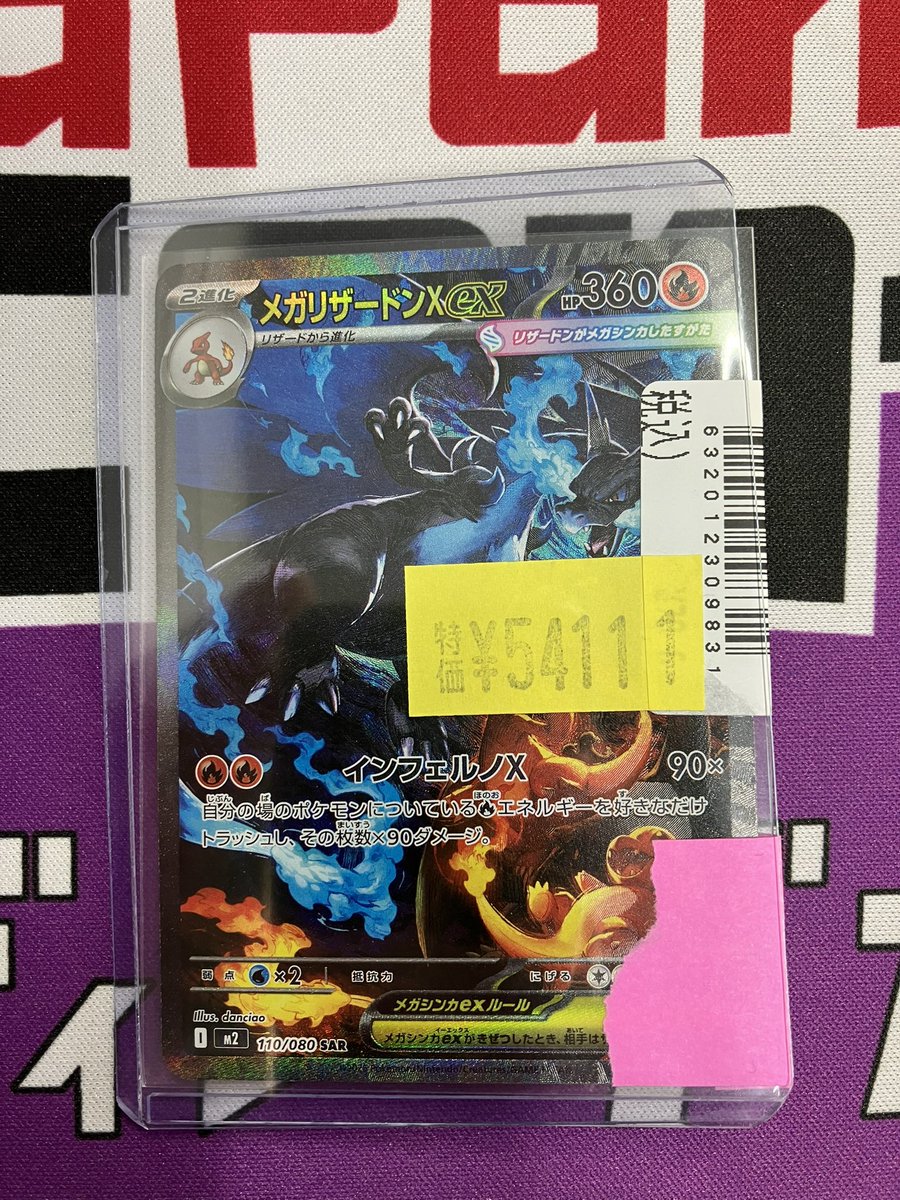 2進化
メガリザードンXex
HP360
リザードから進化
リザードンがメガシンカしたすがた
税込)
6320123098 31
特価 ¥54111
インフェルノX 90×
自分の場のポケモンについているエネルギーを好きなだけ
トラッシュし、その枚数×90ダメージ。
弱点 ×2 抵抗力 にげる
メガシンカexルール
メガシンカexがきぜつしたとき、相手は
Illus. danciao
I M2 110/080 SAR